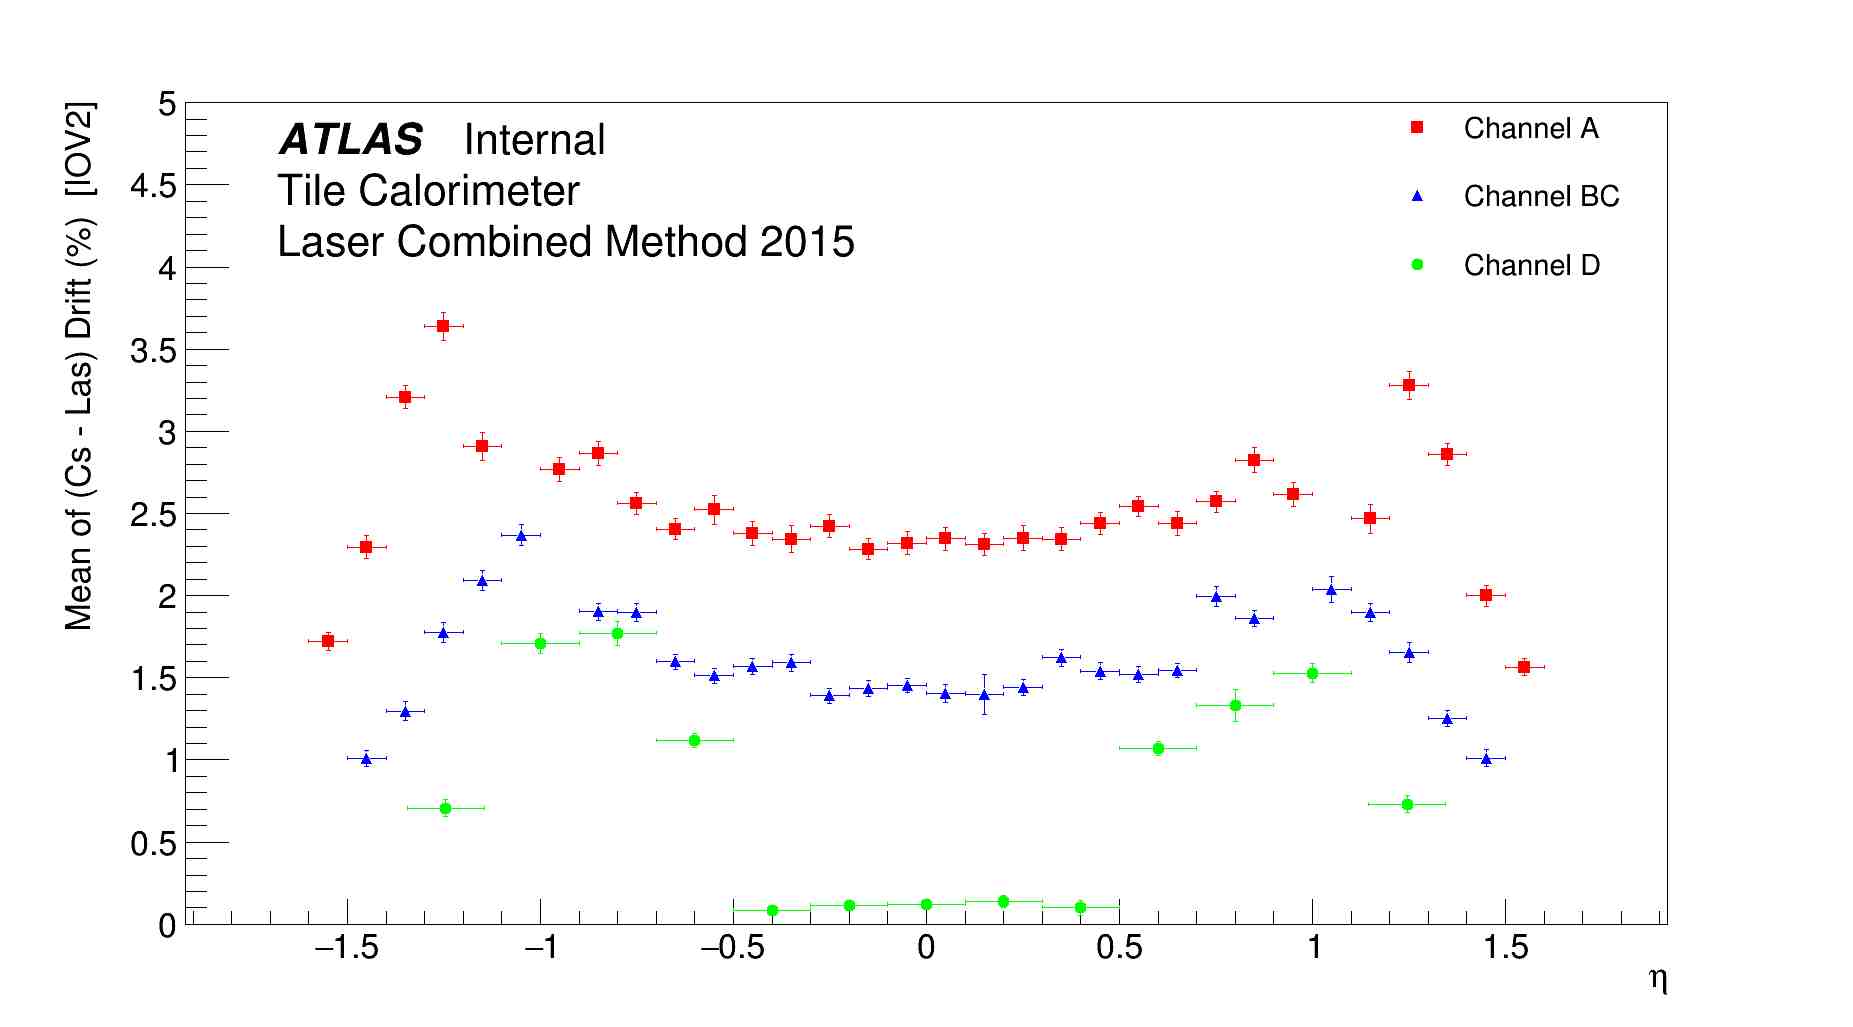 ATLAS Internal
Tile Calorimeter
Laser Combined Method 2015
Channel A
Channel BC
Channel D
Mean of (Cs - Las) Drift (%) [IOV2]
5
4.5
4
3.5
3
2.5
2
1.5
1
0.5
0
−1.5 −1 −0.5 0 0.5 1 1.5
η